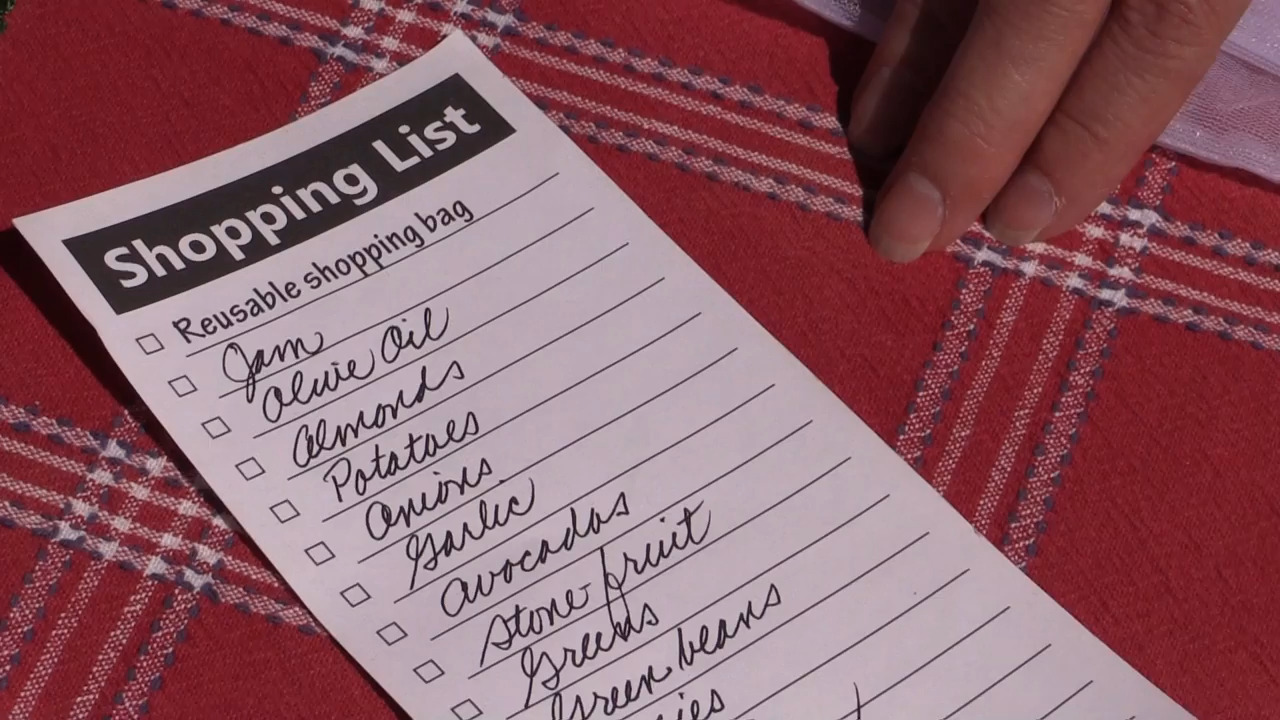 Shopping List
Reusable shopping bag
Jam
Olive Oil
Almonds
Potatoes
Onions
Garlic
avocados
Stone fruit
Greens
Green beans